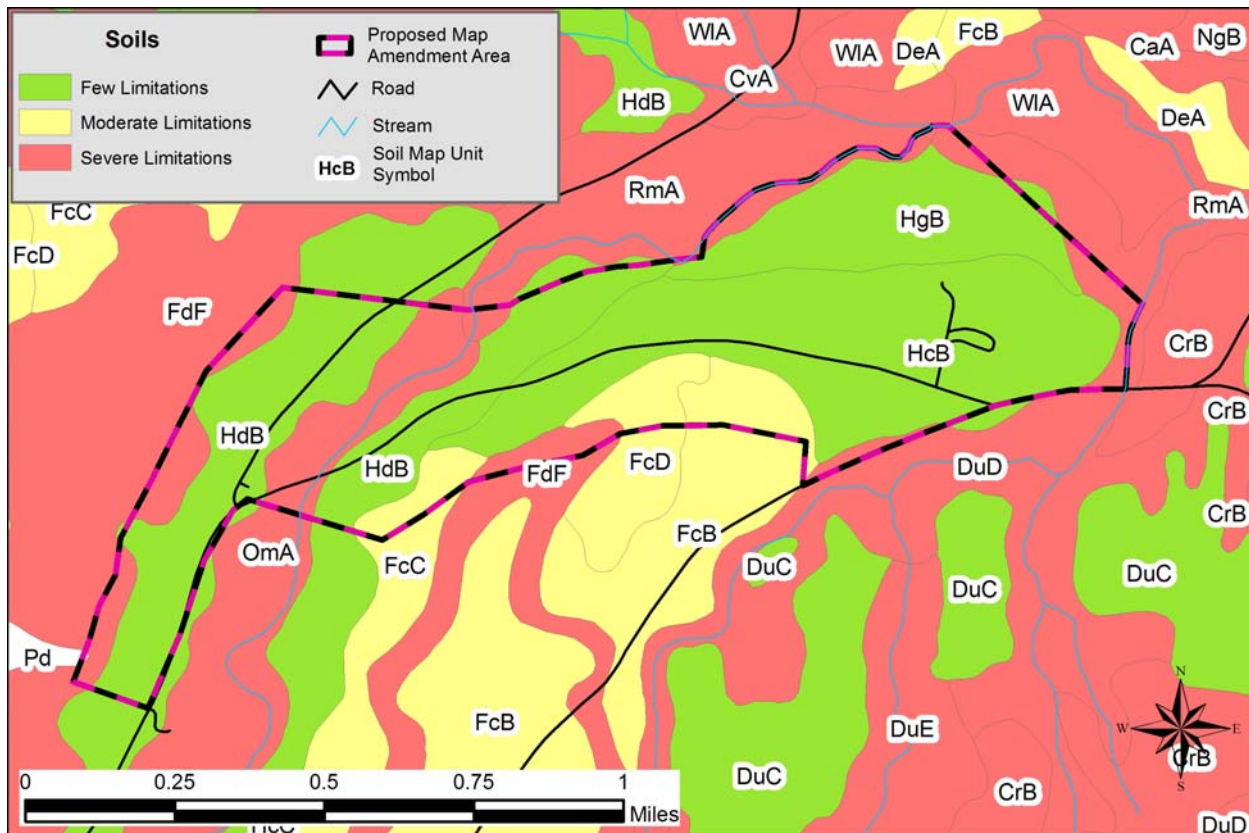 Soils
Few Limitations
Moderate Limitations
Severe Limitations
Proposed Map
Amendment Area
Road
Stream
HcB
Soil Map Unit
Symbol
WlA
WlA
DeA
FcB
CaA
NgB
CvA
HdB
WlA
DeA
FcC
RmA
RmA
FcD
HgB
FdF
HcB
CrB
CrB
HdB
HdB
FdF
FcD
DuD
CrB
OmA
FcC
FcB
DuC
DuC
DuC
Pd
FcB
DuE
DuC
CrB
CrB
DuD
HcC
N
W
E
S
0 0.25 0.5 0.75 1
Miles